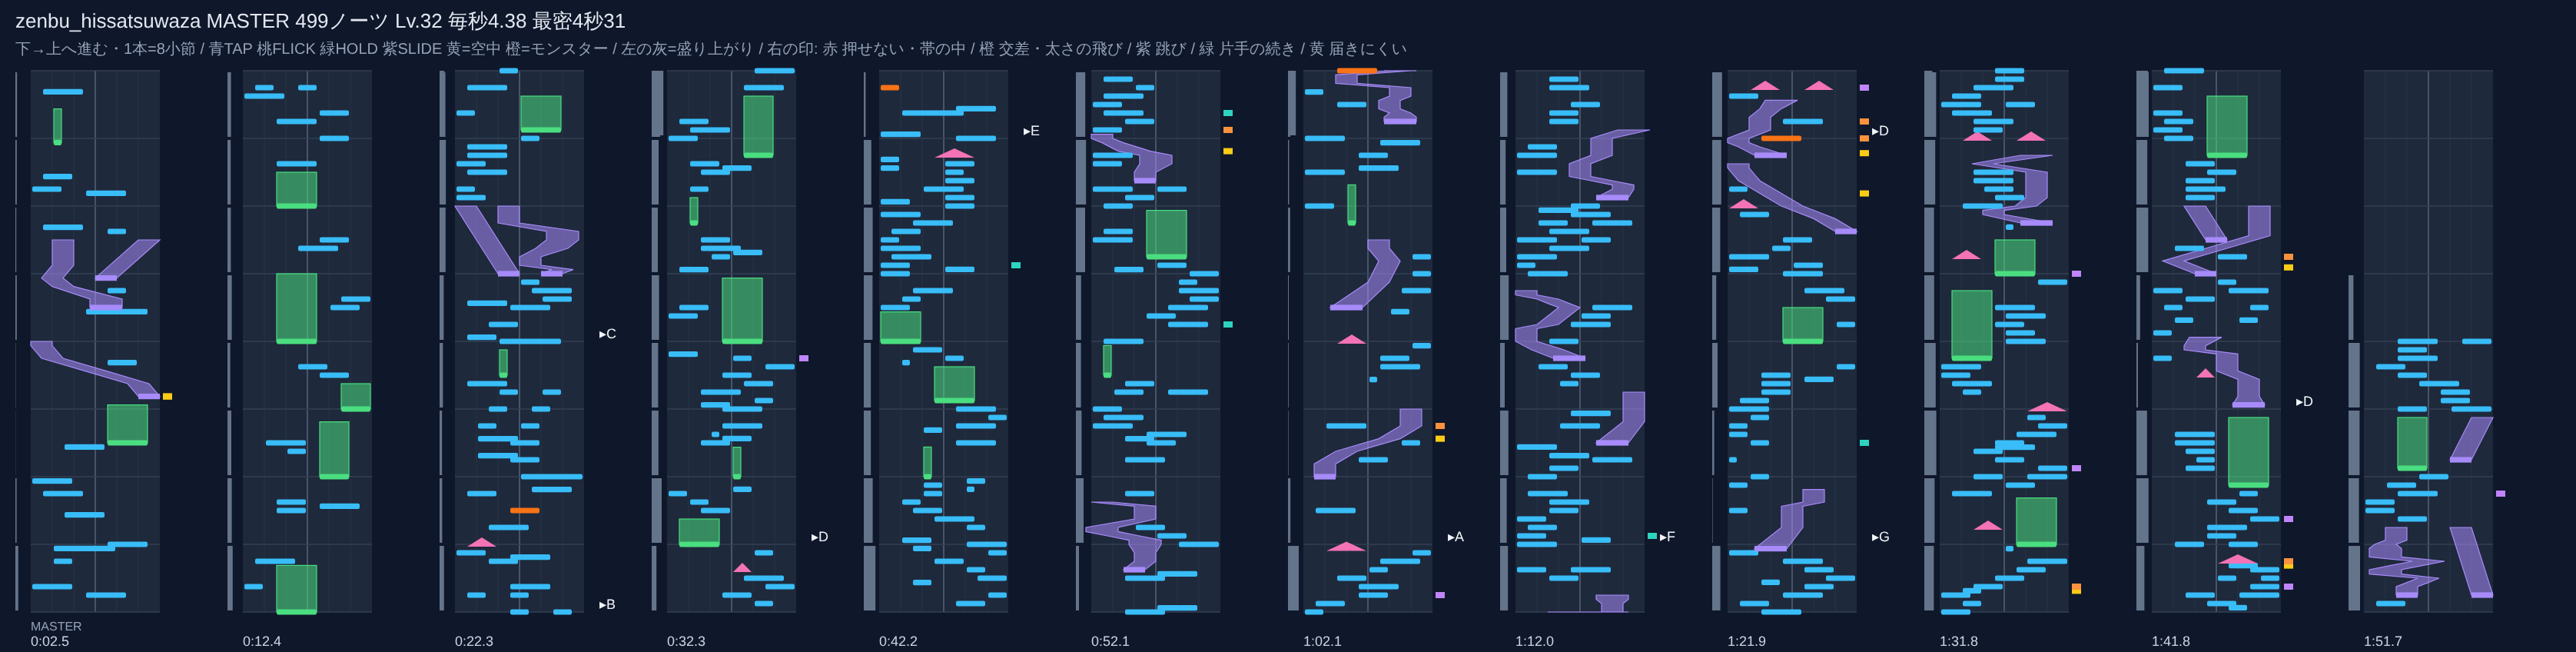 zenbu_hissatsuwaza MASTER 499ノーツ Lv.32 毎秒4.38 最密4秒31
下→上へ進む・1本=8小節 / 青TAP 桃FLICK 緑HOLD 紫SLIDE 黄=空中 橙=モンスター / 左の灰=盛り上がり / 右の印: 赤 押せない・帯の中 / 橙 交差・太さの飛び / 紫 跳び / 緑 片手の続き / 黄 届きにくい
▸E
▸D
▸C
▸D
▸D
▸A
▸F
▸G
▸B
MASTER
0:02.5
0:12.4
0:22.3
0:32.3
0:42.2
0:52.1
1:02.1
1:12.0
1:21.9
1:31.8
1:41.8
1:51.7